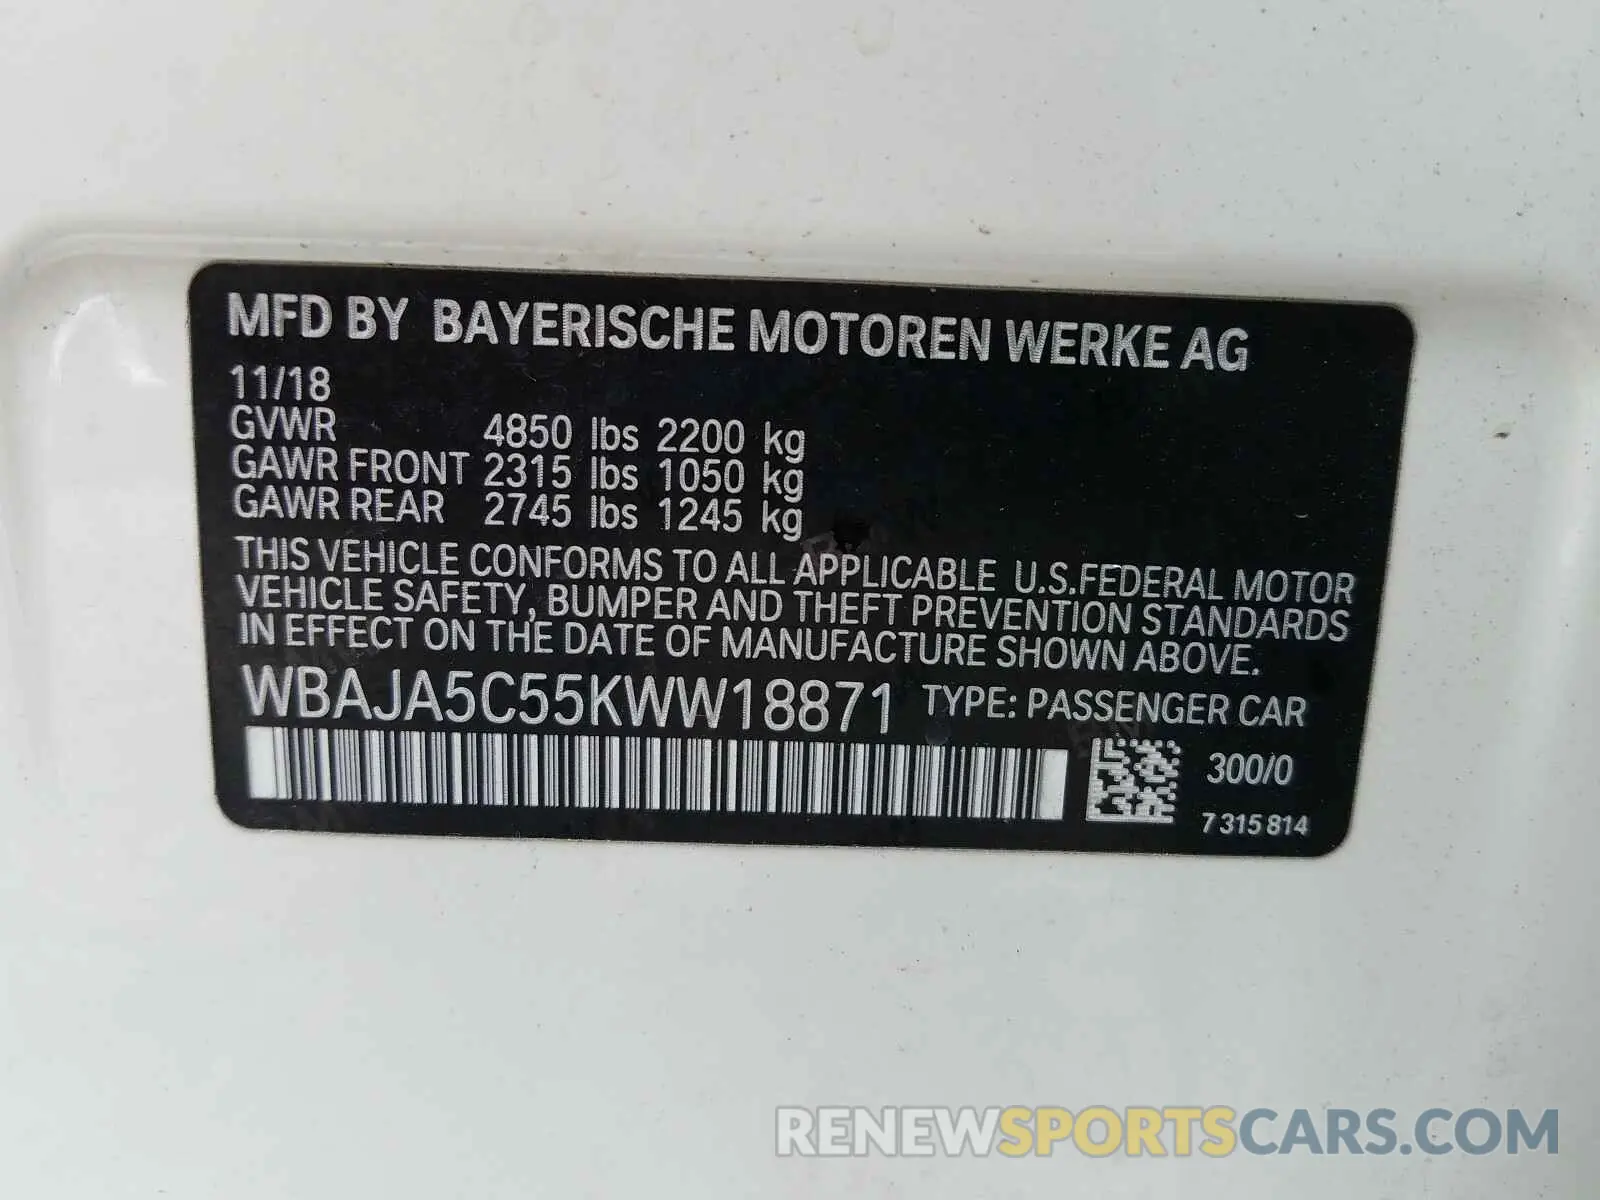 MFD BY BAYERISCHE MOTOREN WERKE AG
11/18
GVWR 4850 lbs 2200 kg
GAWR FRONT 2315 lbs 1050 kg
GAWR REAR 2745 lbs 1245 kg
THIS VEHICLE CONFORMS TO ALL APPLICABLE U.S.FEDERAL MOTOR
VEHICLE SAFETY, BUMPER AND THEFT PREVENTION STANDARDS
IN EFFECT ON THE DATE OF MANUFACTURE SHOWN ABOVE.
WBAJA5C55KWW18871 TYPE: PASSENGER CAR
300/0
7 315 814
RENEWSPORTSCARS.COM